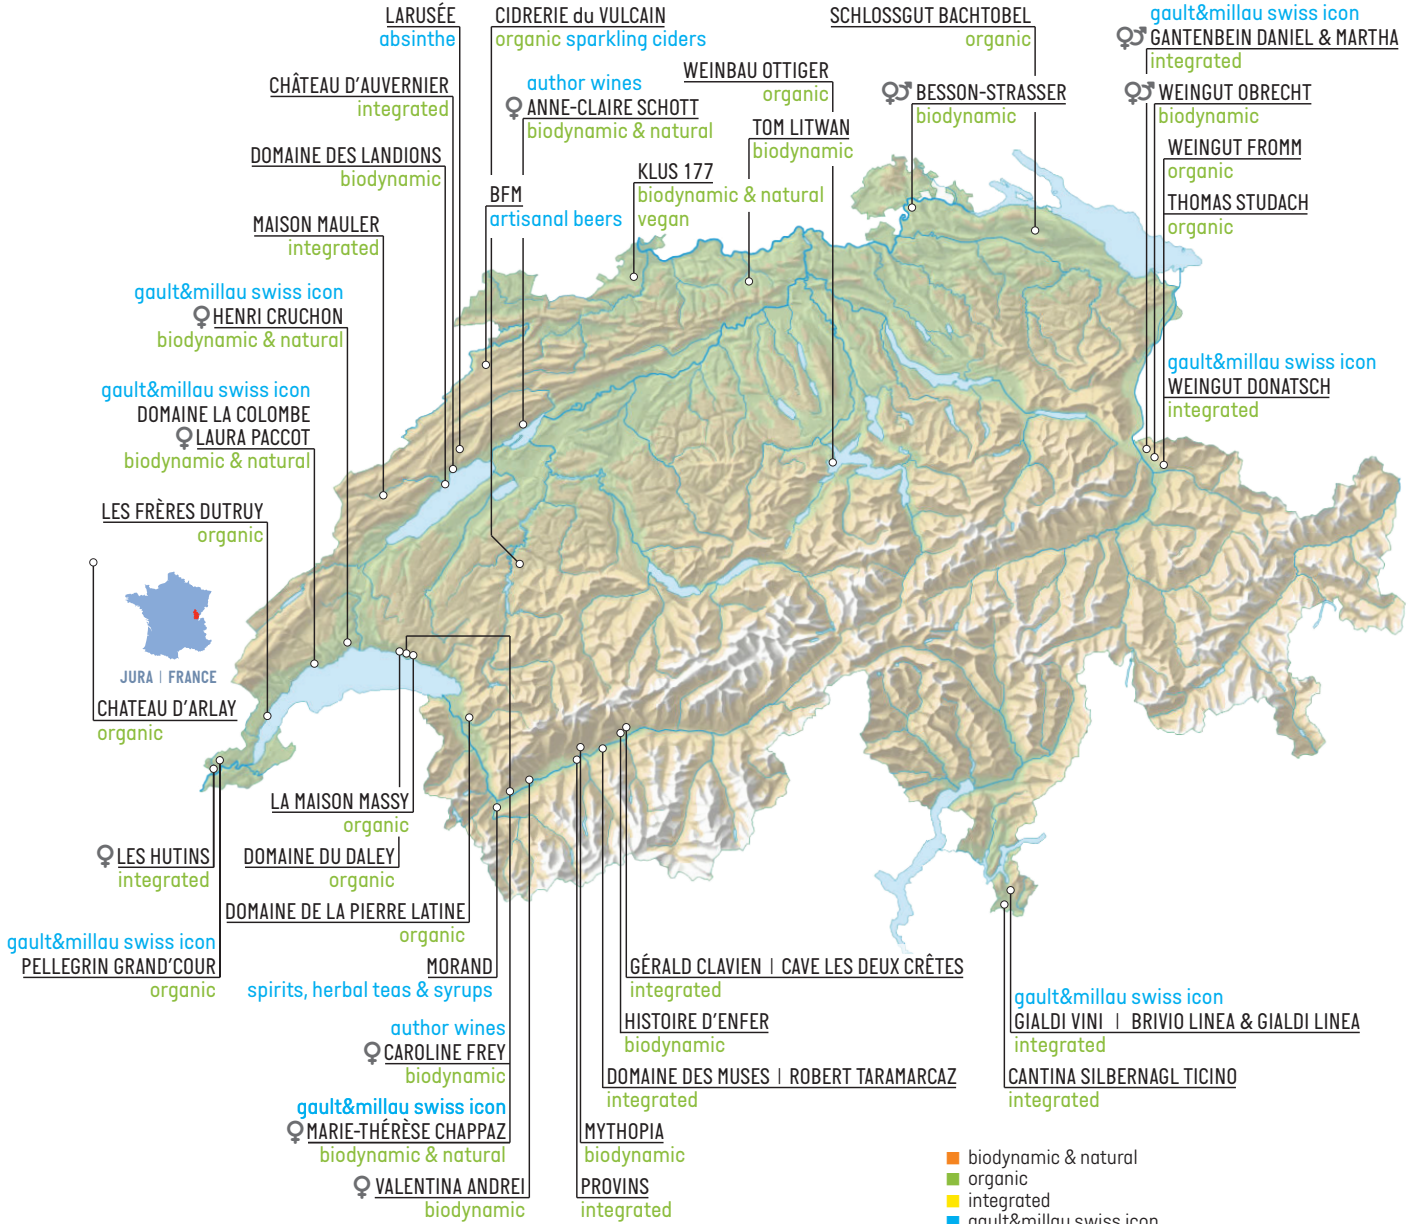 LARUSÉE
absinthe
CIDRERIE du VULCAIN
organic sparkling ciders
SCHLOSSGUT BACHTOBEL
organic
gault&millau swiss icon
GANTENBEIN DANIEL & MARTHA
integrated
CHÂTEAU D'AUVERNIER
integrated
author wines
ANNE-CLAIRE SCHOTT
biodynamic & natural
WEINBAU OTTIGER
organic
BESSON-STRASSER
biodynamic
WEINGUT OBRECHT
biodynamic
TOM LITWAN
biodynamic
DOMAINE DES LANDIONS
biodynamic
WEINGUT FROMM
organic
KLUS 177
biodynamic & natural
vegan
BFM
artisanal beers
THOMAS STUDACH
organic
MAISON MAULER
integrated
gault&millau swiss icon
HENRI CRUCHON
biodynamic & natural
gault&millau swiss icon
WEINGUT DONATSCH
integrated
gault&millau swiss icon
DOMAINE LA COLOMBE
LAURA PACCOT
biodynamic & natural
LES FRÈRES DUTRUY
organic
JURA | FRANCE
CHATEAU D'ARLAY
organic
LA MAISON MASSY
organic
LES HUTINS
integrated
DOMAINE DU DALEY
organic
DOMAINE DE LA PIERRE LATINE
organic
gault&millau swiss icon
PELLEGRIN GRAND'COUR
organic
MORAND
spirits, herbal teas & syrups
GÉRALD CLAVIEN | CAVE LES DEUX CRÊTES
integrated
gault&millau swiss icon
GIALDI VINI | BRIVIO LINEA & GIALDI LINEA
integrated
author wines
CAROLINE FREY
biodynamic
HISTOIRE D'ENFER
biodynamic
DOMAINE DES MUSES | ROBERT TARAMARCAZ
integrated
CANTINA SILBERNAGL TICINO
integrated
gault&millau swiss icon
MARIE-THÉRÈSE CHAPPAZ
biodynamic & natural
MYTHOPIA
biodynamic
VALENTINA ANDREI
biodynamic
PROVINS
integrated
biodynamic & natural
organic
integrated
gault&millau swiss icon